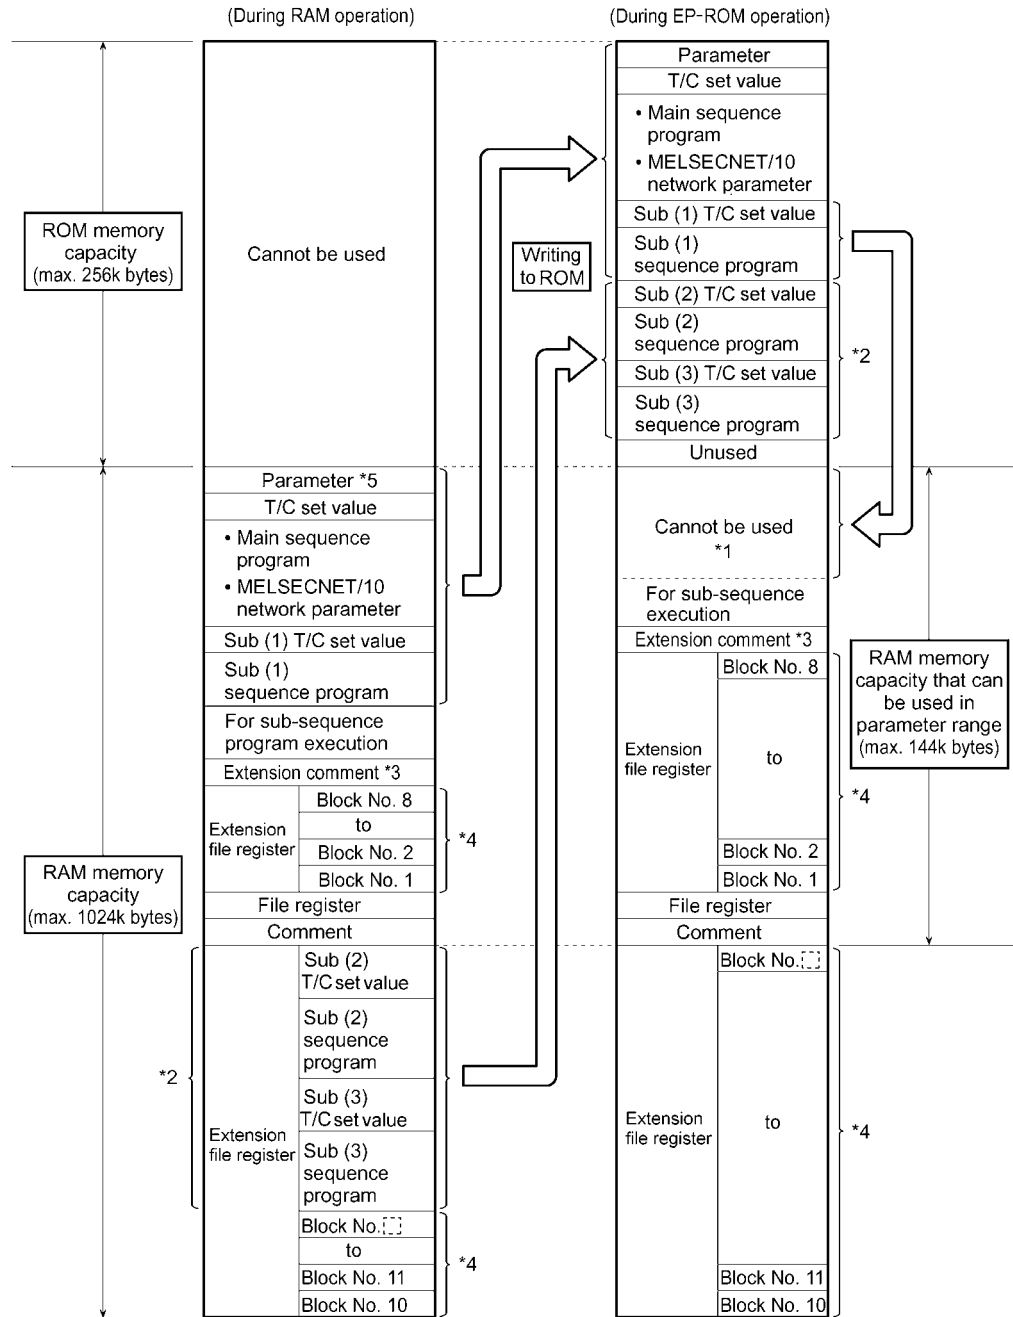 (During RAM operation)
(During EP-ROM operation)
ROM memory
capacity
(max. 256k bytes)
RAM memory
capacity
(max. 1024k bytes)
Cannot be used
Parameter *5
T/C set value
• Main sequence
program
• MELSECNET/10
network parameter
Sub (1) T/C set value
Sub (1)
sequence program
For sub-sequence
program execution
Extension comment *3
Extension
file register
Block No. 8
to
Block No. 2
Block No. 1
*4
File register
Comment
*2
Extension
file register
Sub (2)
T/C set value
Sub (2)
sequence
program
Sub (3)
T/C set value
Sub (3)
sequence
program
Block No.
to
Block No. 11
Block No. 10
*4
Writing
to ROM
Parameter
T/C set value
• Main sequence
program
• MELSECNET/10
network parameter
Sub (1) T/C set value
Sub (1)
sequence program
Sub (2) T/C set value
Sub (2)
sequence program
Sub (3) T/C set value
Sub (3)
sequence program
*2
Unused
Cannot be used
*1
For sub-sequence
execution
Extension comment *3
Extension
file register
Block No. 8
to
Block No. 2
Block No. 1
*4
File register
Comment
RAM memory
capacity that can
be used in
parameter range
(max. 144k bytes)
Extension
file register
Block No.
to
Block No. 11
Block No. 10
*4